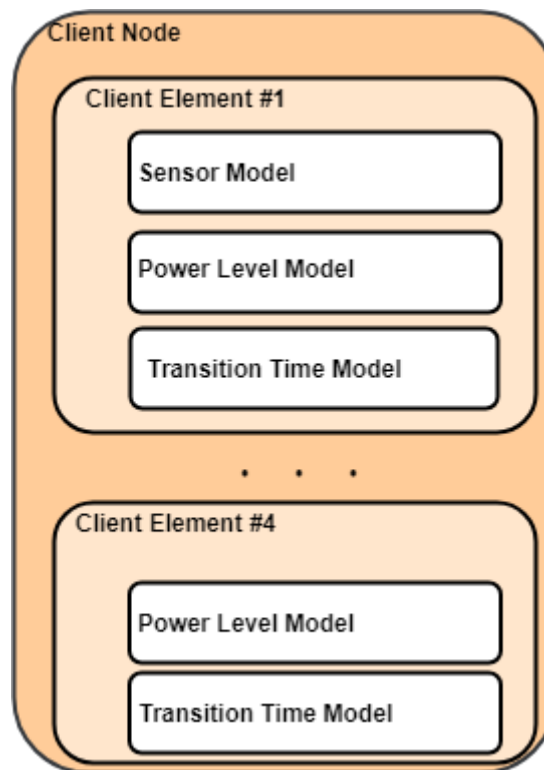 Client Node
Client Element #1
Sensor Model
Power Level Model
Transition Time Model
. . .
Client Element #4
Power Level Model
Transition Time Model